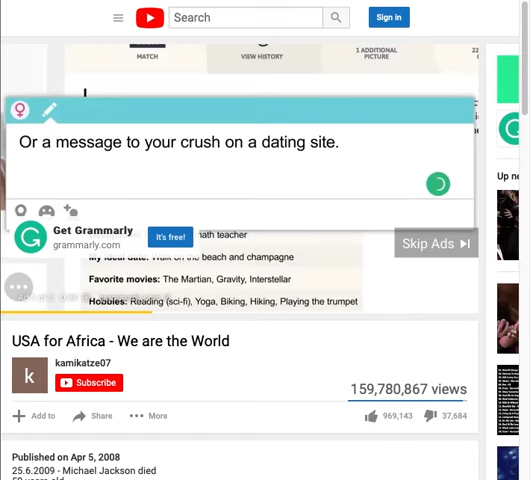 Search
Sign in
MATCH
VIEW HISTORY
1 ADDITIONAL
PICTURE
22
Or a message to your crush on a dating site.
Get Grammarly
grammarly.com
It's free!
math teacher
Skip Ads
My ideal date: Walk on the beach and champagne
Favorite movies: The Martian, Gravity, Interstellar
Hobbies: Reading (sci-fi), Yoga, Biking, Hiking, Playing the trumpet
Up ne
USA for Africa - We are the World
k
kamikatze07
Subscribe
159,780,867 views
Add to
Share
More
969,143
37,684
Published on Apr 5, 2008
25.6.2009 - Michael Jackson died